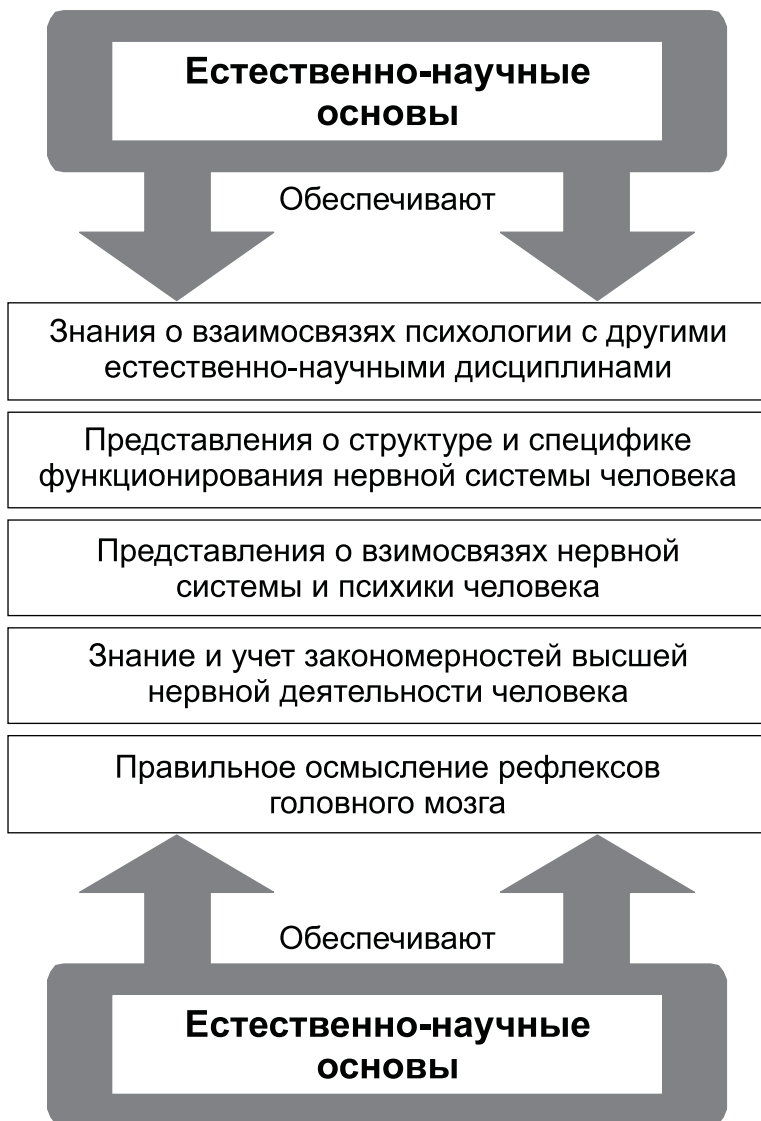 Естественно-научные
основы
Обеспечивают
Знания о взаимосвязях психологии с другими
естественно-научными дисциплинами
Представления о структуре и специфике
функционирования нервной системы человека
Представления о взимосвязях нервной
системы и психики человека
Знание и учет закономерностей высшей
нервной деятельности человека
Правильное осмысление рефлексов
головного мозга
Обеспечивают
Естественно-научные
основы